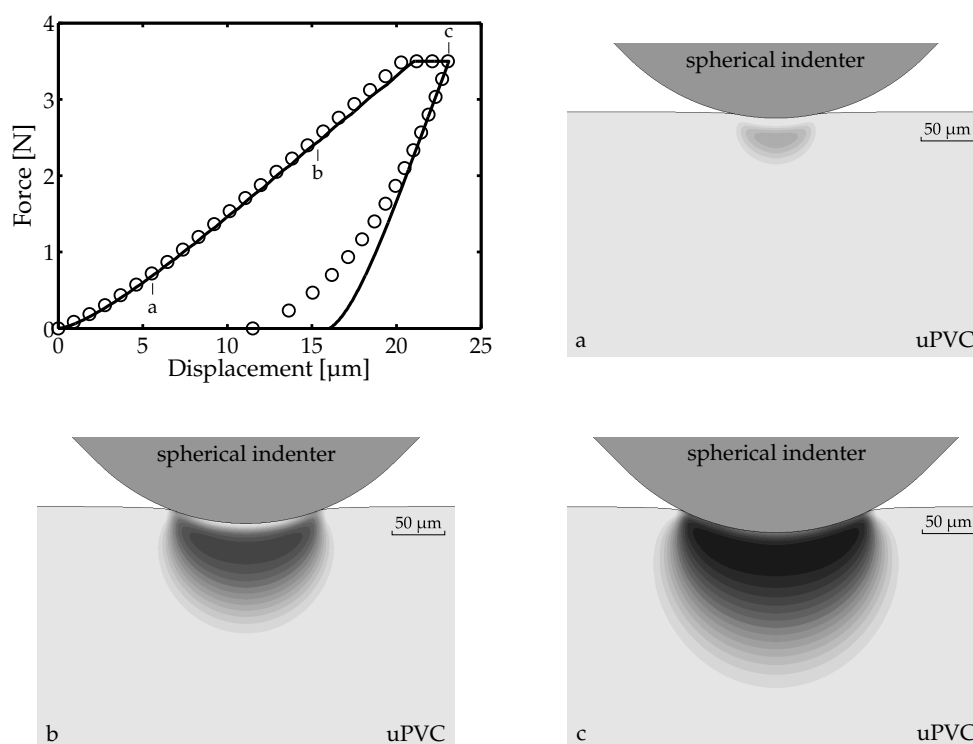 4
3
2
1
0
Force [N]
0 5 10 15 20 25
Displacement [μm]
a
b
c
spherical indenter
50 μm
a uPVC
spherical indenter
50 μm
b uPVC
spherical indenter
50 μm
c uPVC